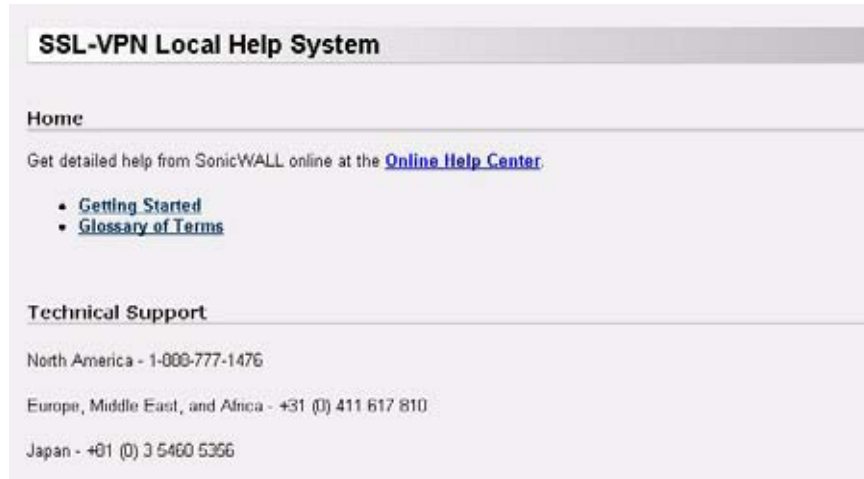 SSL-VPN Local Help System
Home
Get detailed help from SonicWALL online at the Online Help Center.
Getting Started
Glossary of Terms
Technical Support
North America - 1-888-777-1476
Europe, Middle East, and Africa - +31 (0) 411 617 810
Japan - +81 (0) 3 5460 5356